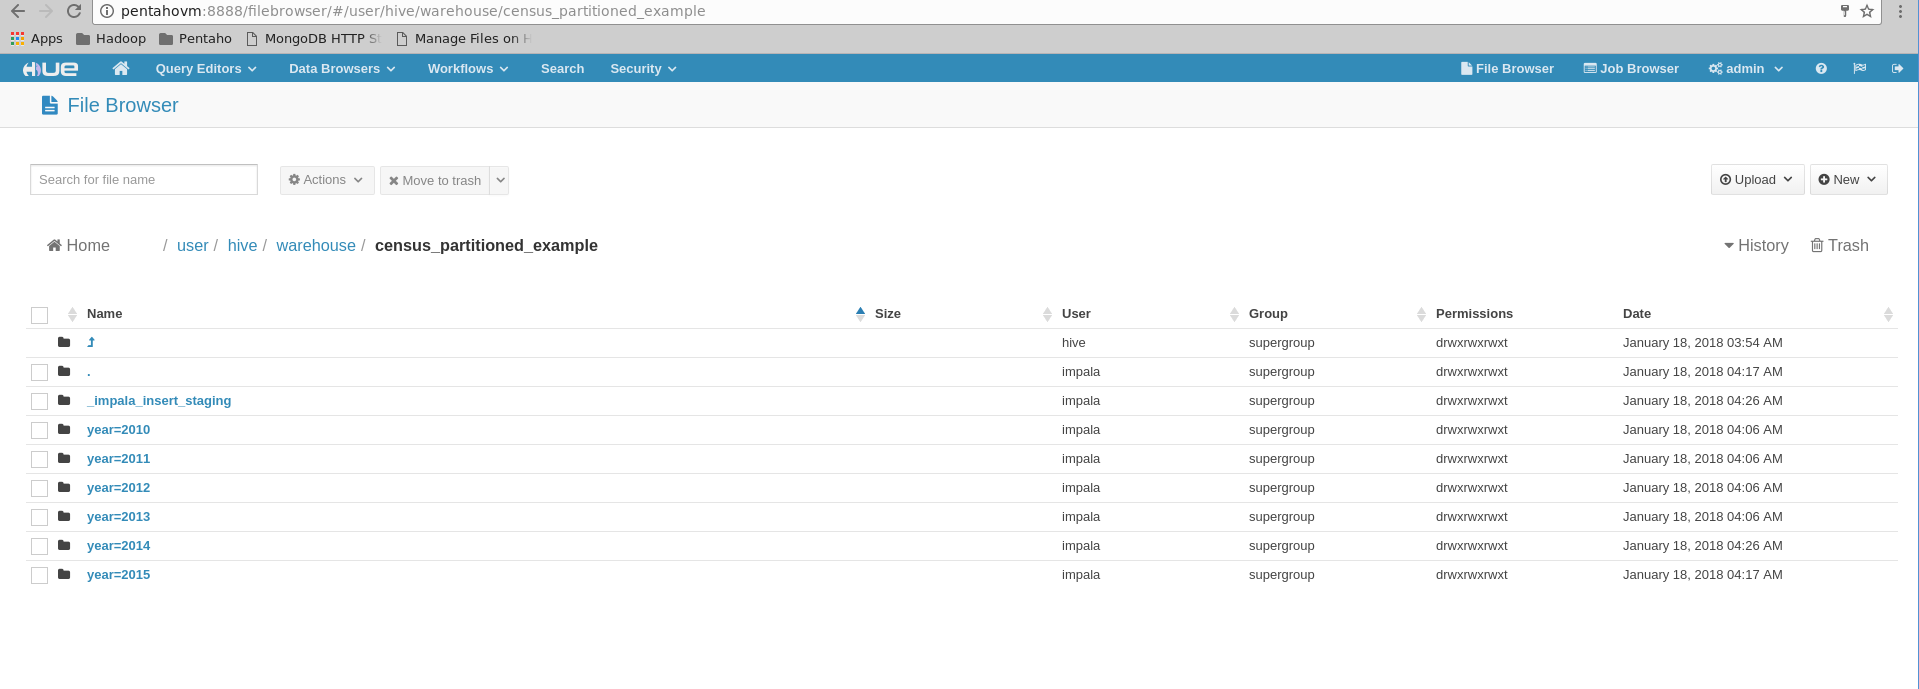 pentahovm:8888/filebrowser/#/user/hive/warehouse/census_partitioned_example
Apps Hadoop Pentaho MongoDB HTTP Manage Files on
HUE Query Editors Data Browsers Workflows Search Security File Browser Job Browser admin
File Browser
Search for file name Actions Move to trash Upload New
Home / user / hive / warehouse / census_partitioned_example History Trash
Name Size User Group Permissions Date
hive supergroup drwxrwxrwxt January 18, 2018 03:54 AM
. impala supergroup drwxrwxrwxt January 18, 2018 04:17 AM
_impala_insert_staging impala supergroup drwxrwxrwxt January 18, 2018 04:26 AM
year=2010 impala supergroup drwxrwxrwxt January 18, 2018 04:06 AM
year=2011 impala supergroup drwxrwxrwxt January 18, 2018 04:06 AM
year=2012 impala supergroup drwxrwxrwxt January 18, 2018 04:06 AM
year=2013 impala supergroup drwxrwxrwxt January 18, 2018 04:06 AM
year=2014 impala supergroup drwxrwxrwxt January 18, 2018 04:26 AM
year=2015 impala supergroup drwxrwxrwxt January 18, 2018 04:17 AM